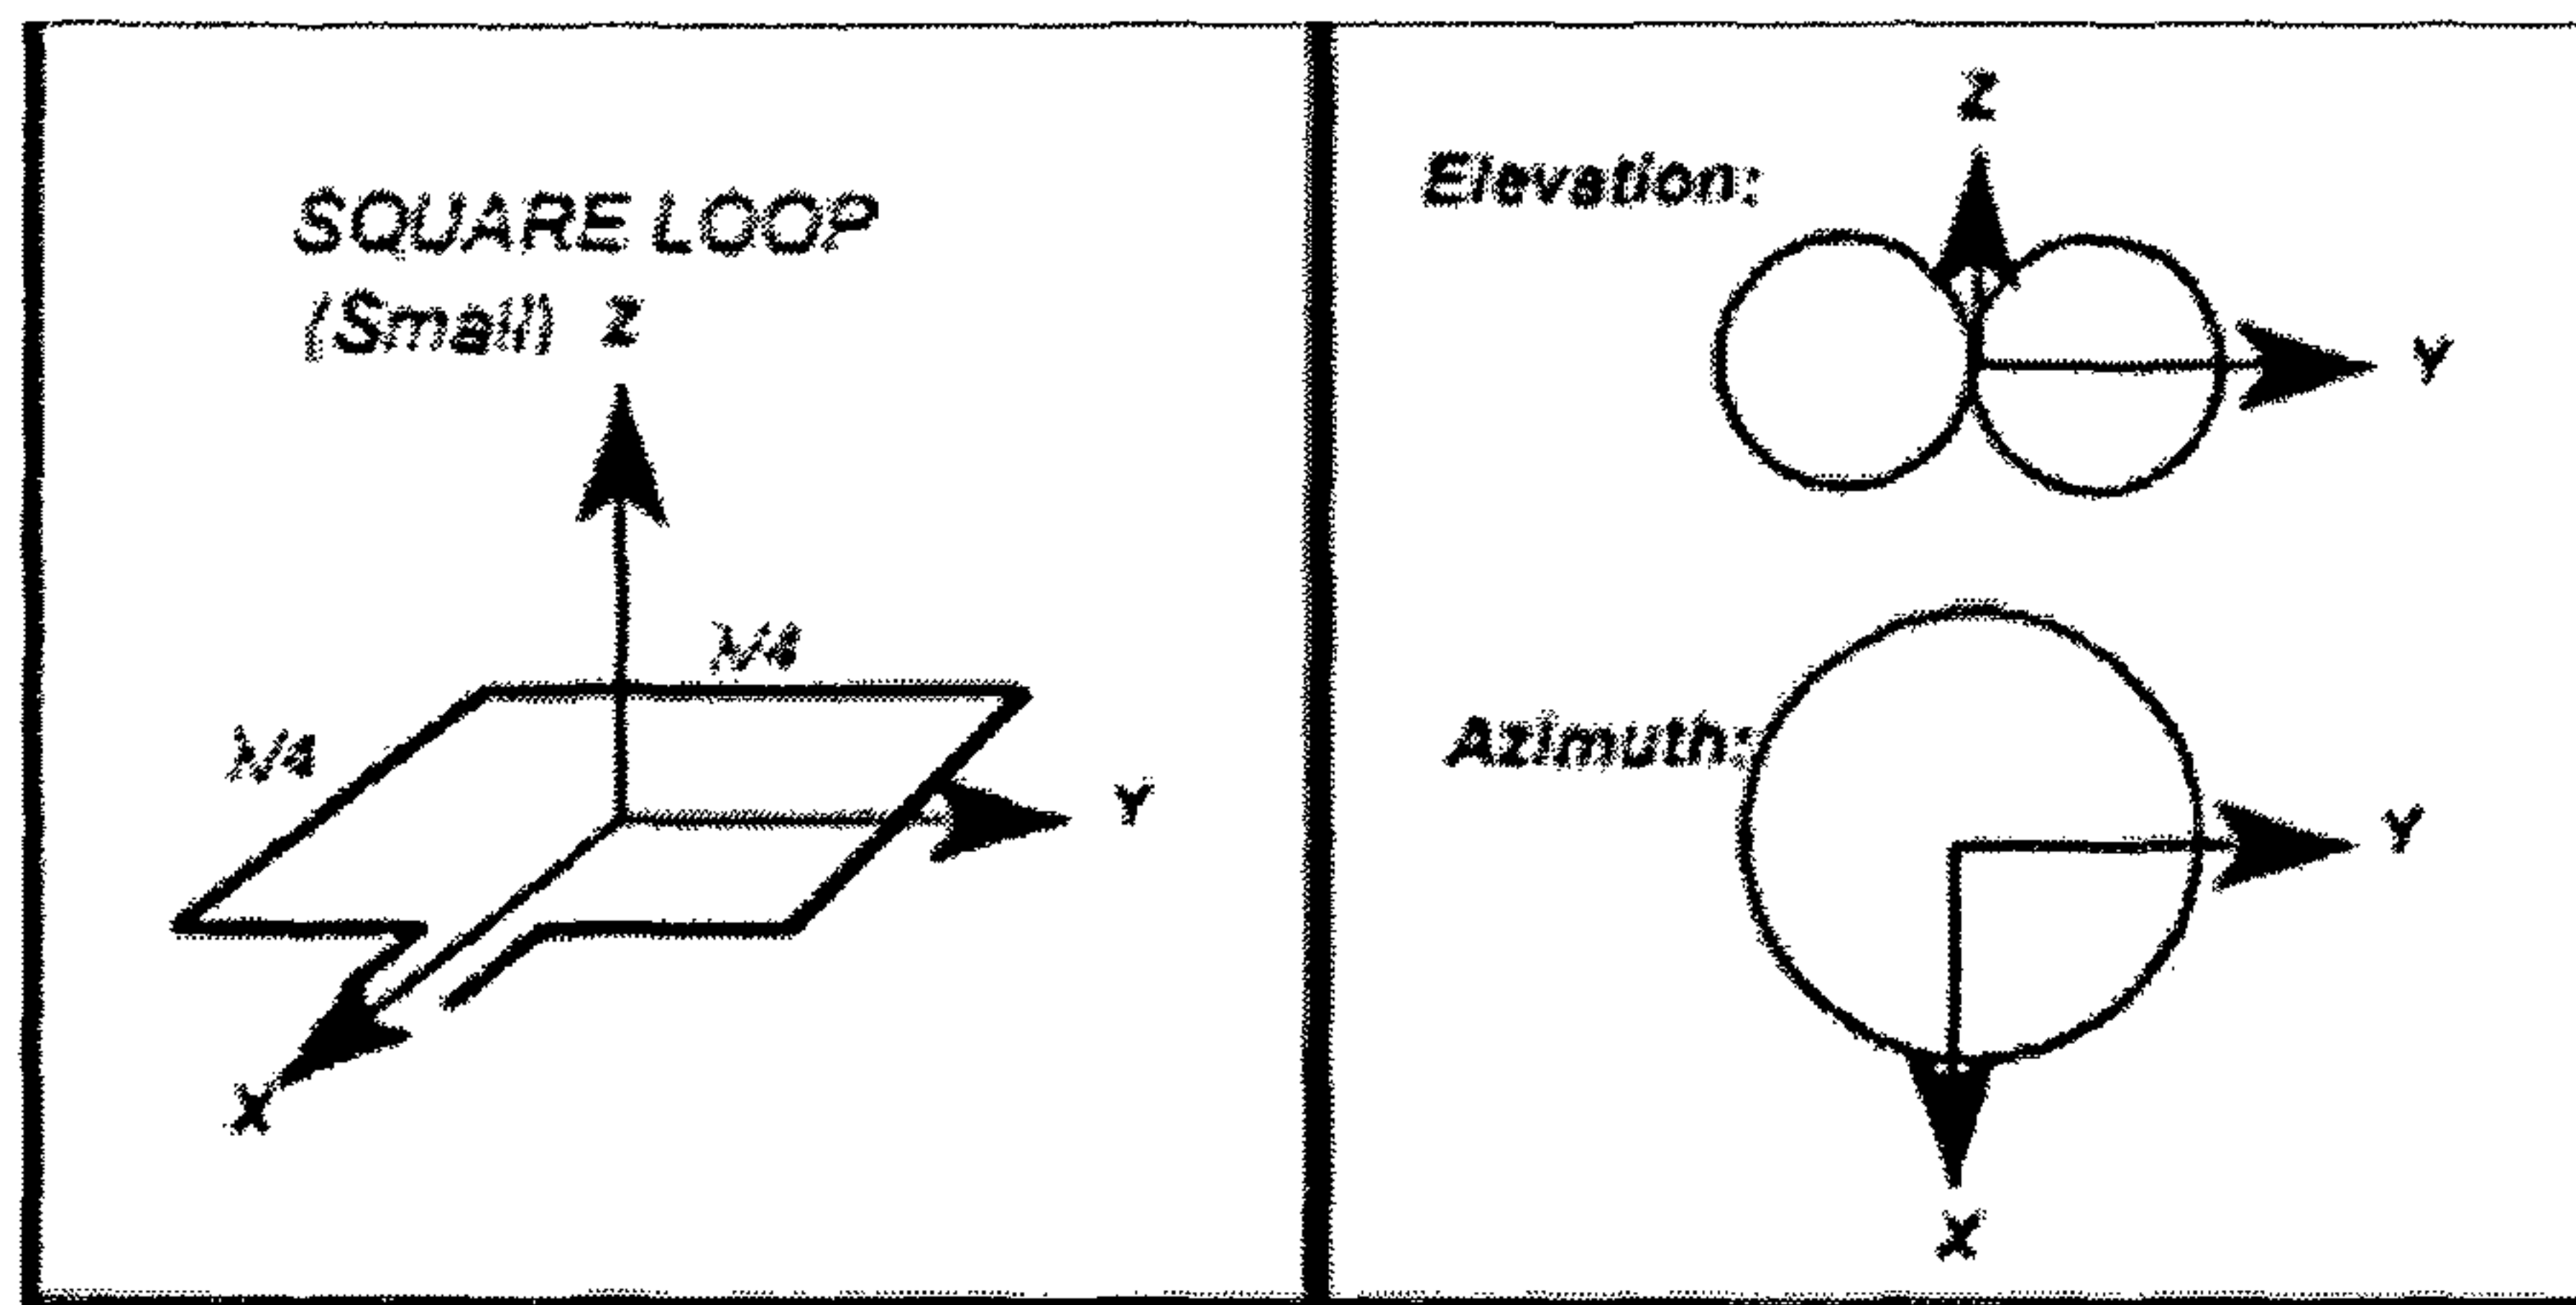 SQUARE LOOP
(Small)
Z
λ/4
λ/4
Y
X
Elevation:
Z
Y
Azimuth:
Y
X